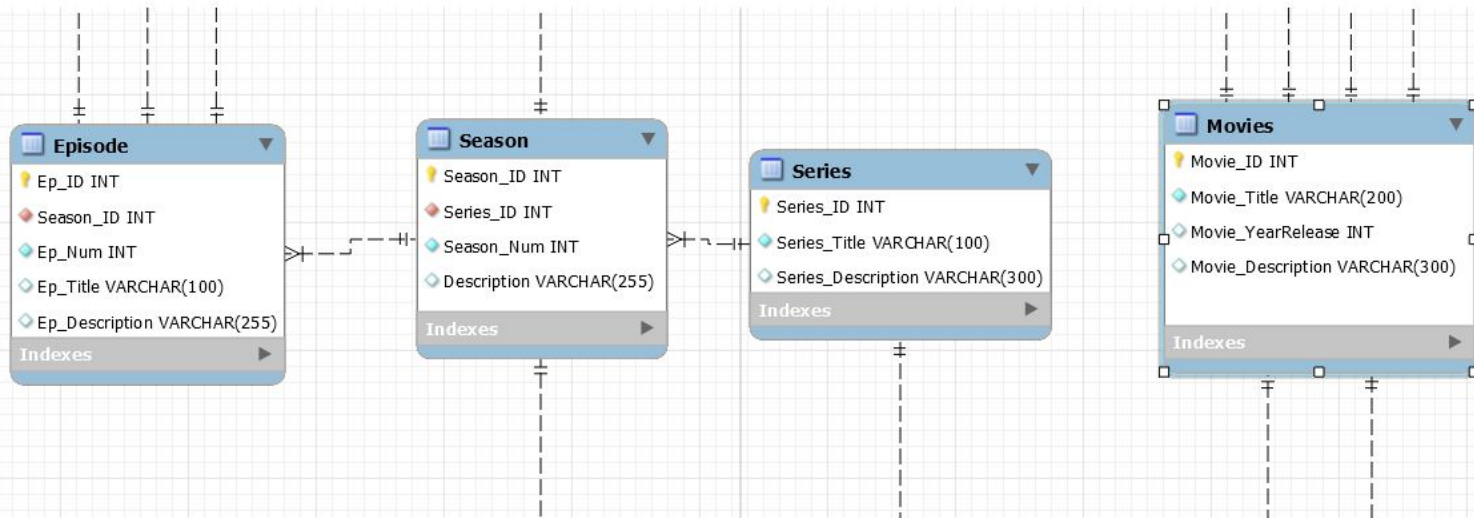 Episode
Ep_ID INT
Season_ID INT
Ep_Num INT
Ep_Title VARCHAR(100)
Ep_Description VARCHAR(255)
Indexes
Season
Season_ID INT
Series_ID INT
Season_Num INT
Description VARCHAR(255)
Indexes
Series
Series_ID INT
Series_Title VARCHAR(100)
Series_Description VARCHAR(300)
Indexes
Movies
Movie_ID INT
Movie_Title VARCHAR(200)
Movie_YearRelease INT
Movie_Description VARCHAR(300)
Indexes